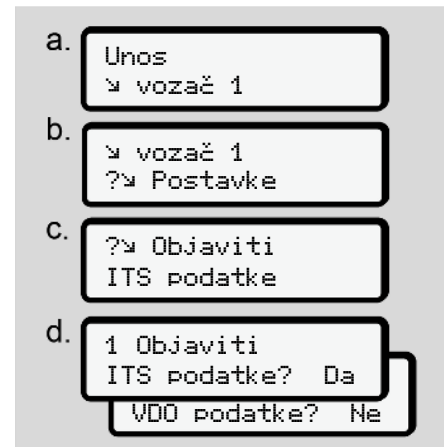 a.
Unos
↘ vozač 1
b.
↘ vozač 1
?↘ Postavke
c.
?↘ Objaviti
ITS podatke
d.
1 Objaviti
ITS podatke? Da
VDO podatke? Ne